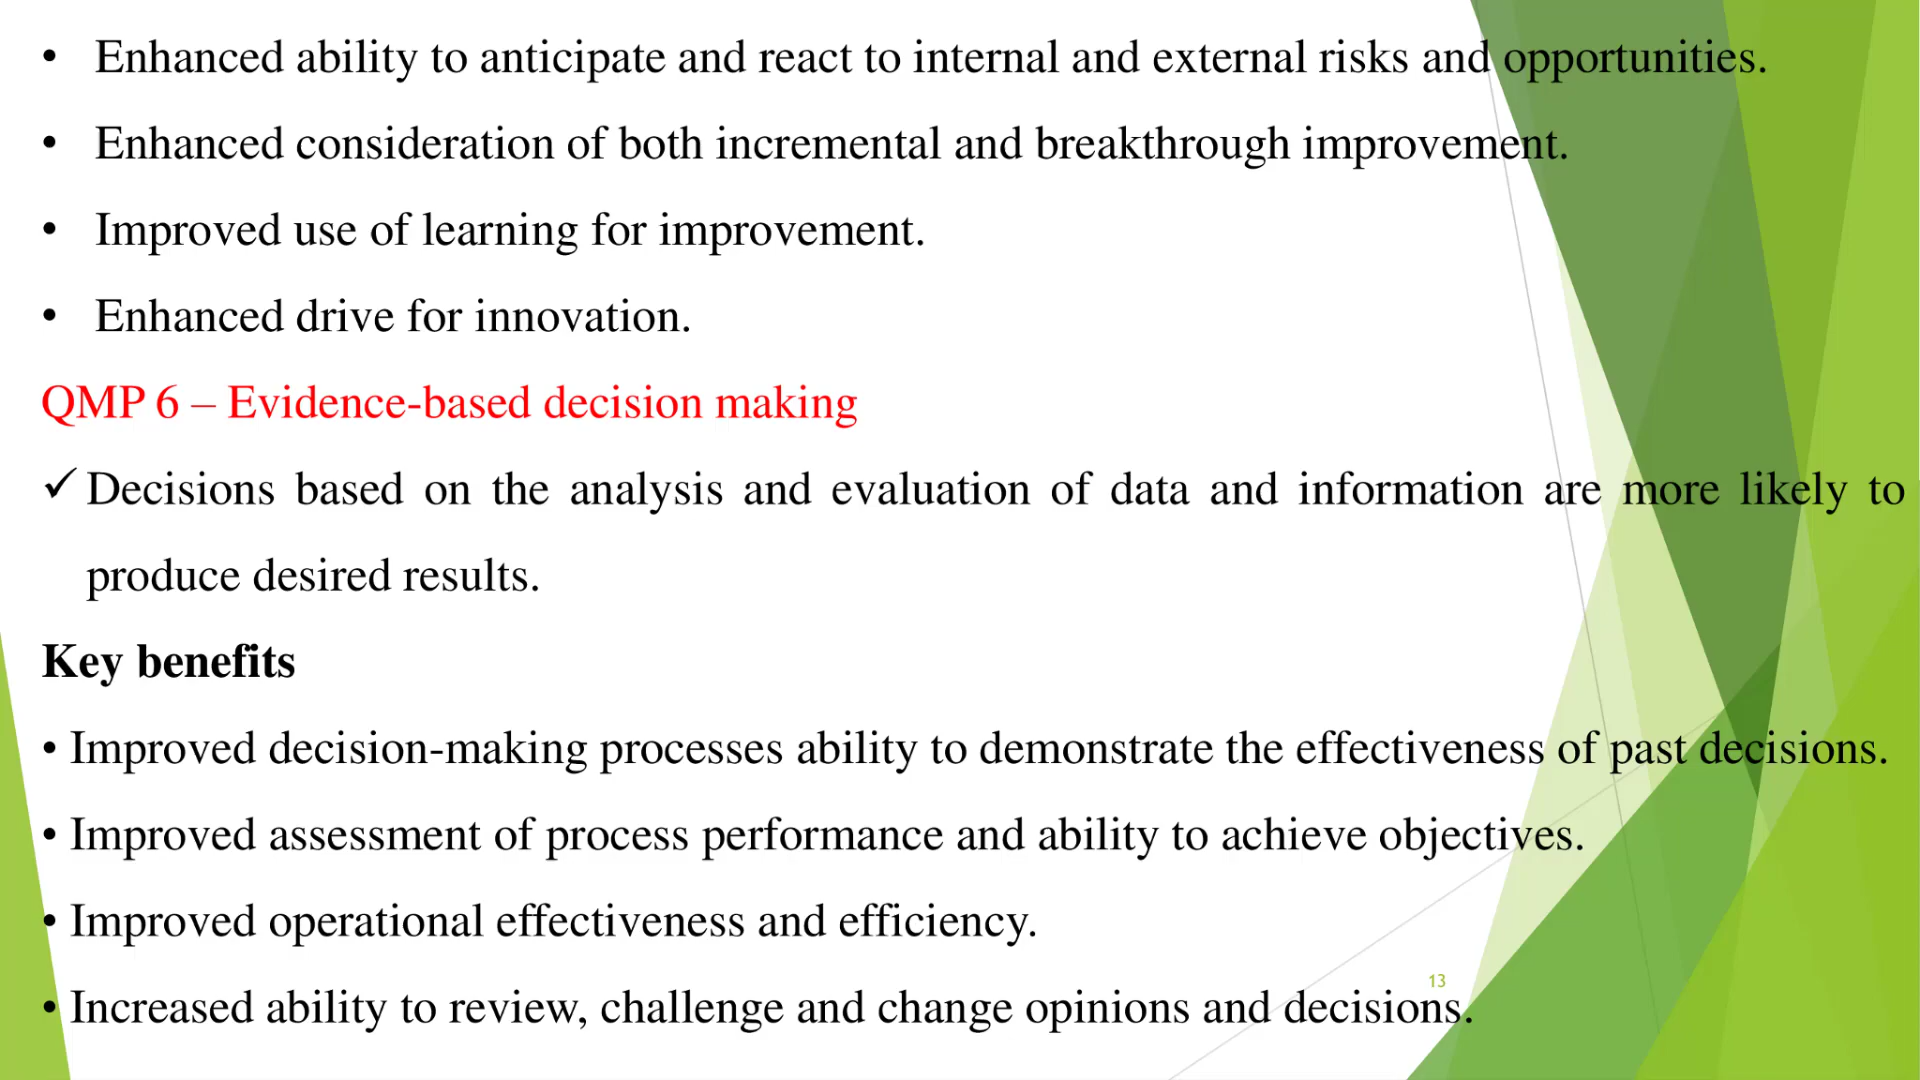 • Enhanced ability to anticipate and react to internal and external risks and opportunities.
• Enhanced consideration of both incremental and breakthrough improvement.
• Improved use of learning for improvement.
• Enhanced drive for innovation.
QMP 6 – Evidence-based decision making
✓ Decisions based on the analysis and evaluation of data and information are more likely to
produce desired results.
Key benefits
• Improved decision-making processes ability to demonstrate the effectiveness of past decisions.
• Improved assessment of process performance and ability to achieve objectives.
• Improved operational effectiveness and efficiency.
• Increased ability to review, challenge and change opinions and decisions.
13